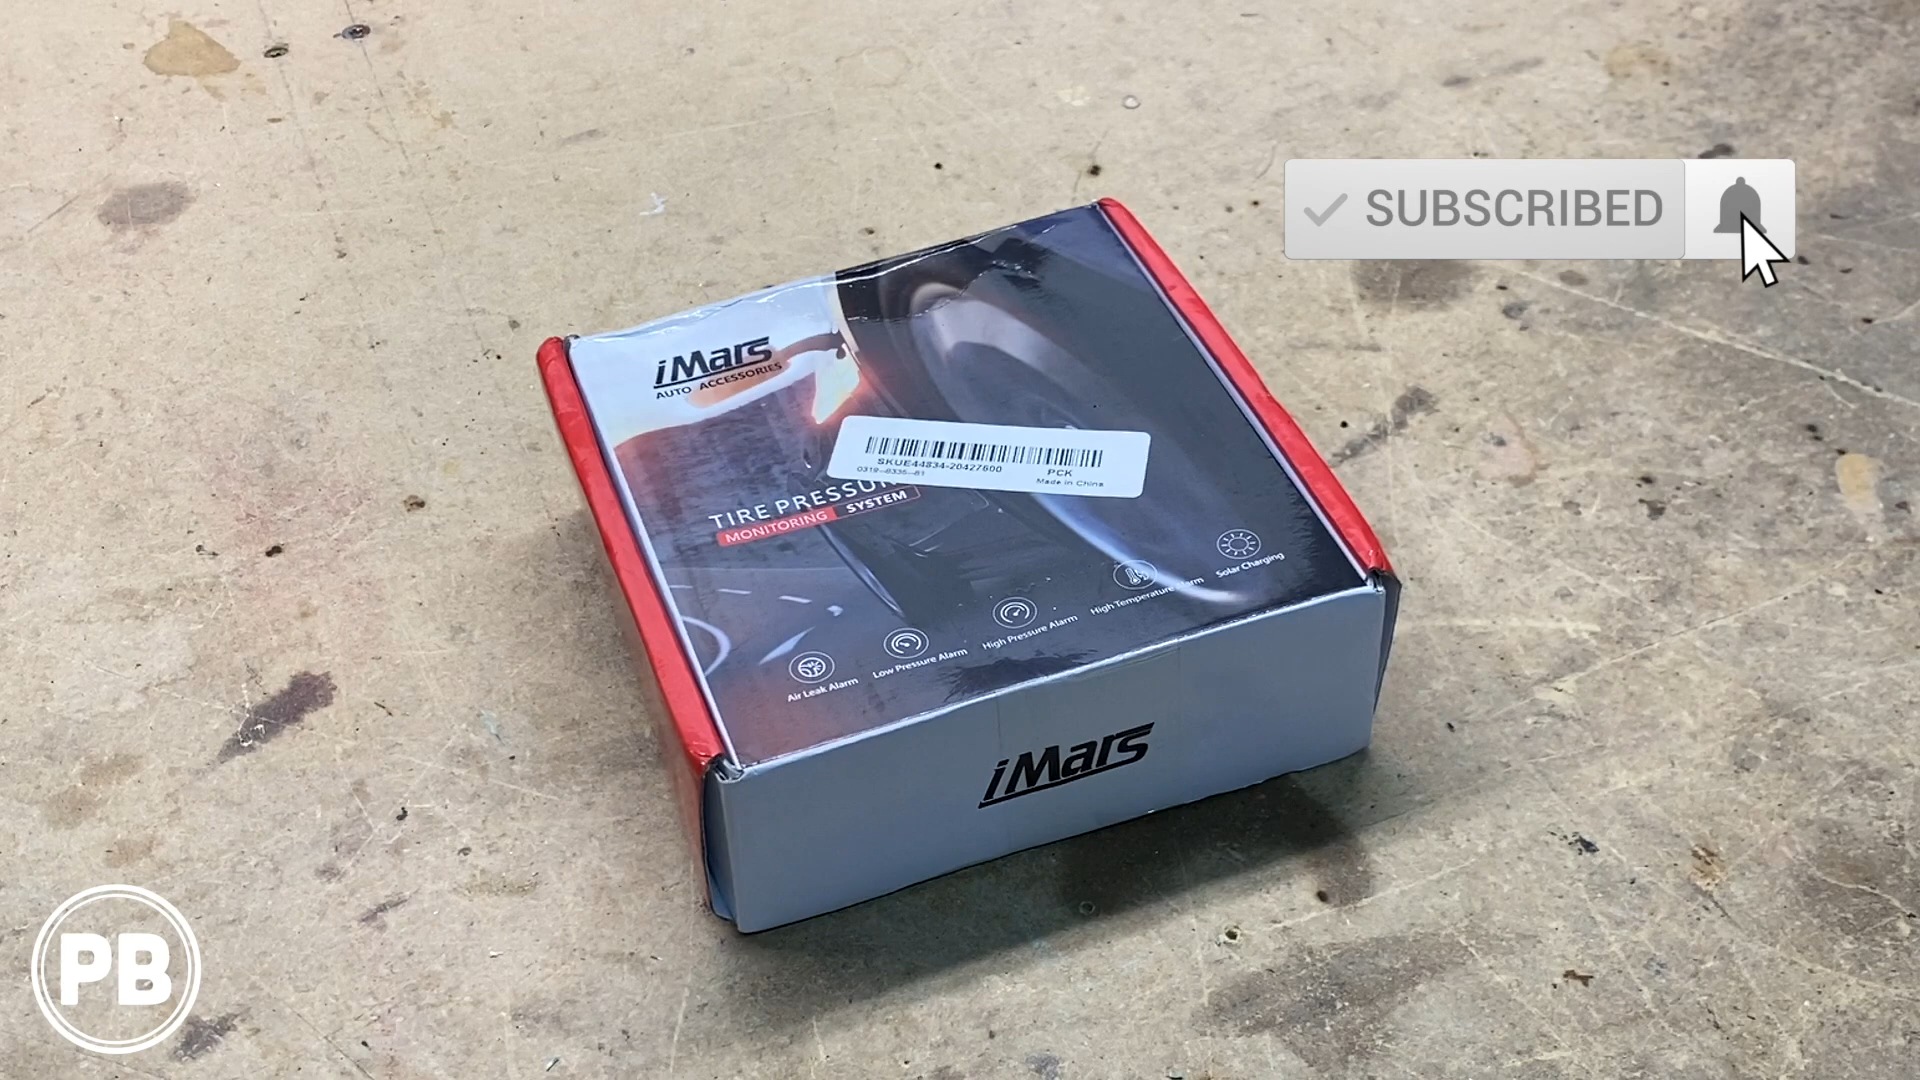 SUBSCRIBED
iMars
AUTO ACCESSORIES
SKUE44834-20427600
PCK
Made in China
TIRE PRESSURE
MONITORING SYSTEM
Air Leak Alarm
Low Pressure Alarm
High Pressure Alarm
High Temperature Alarm
Solar Charging
iMars
PB